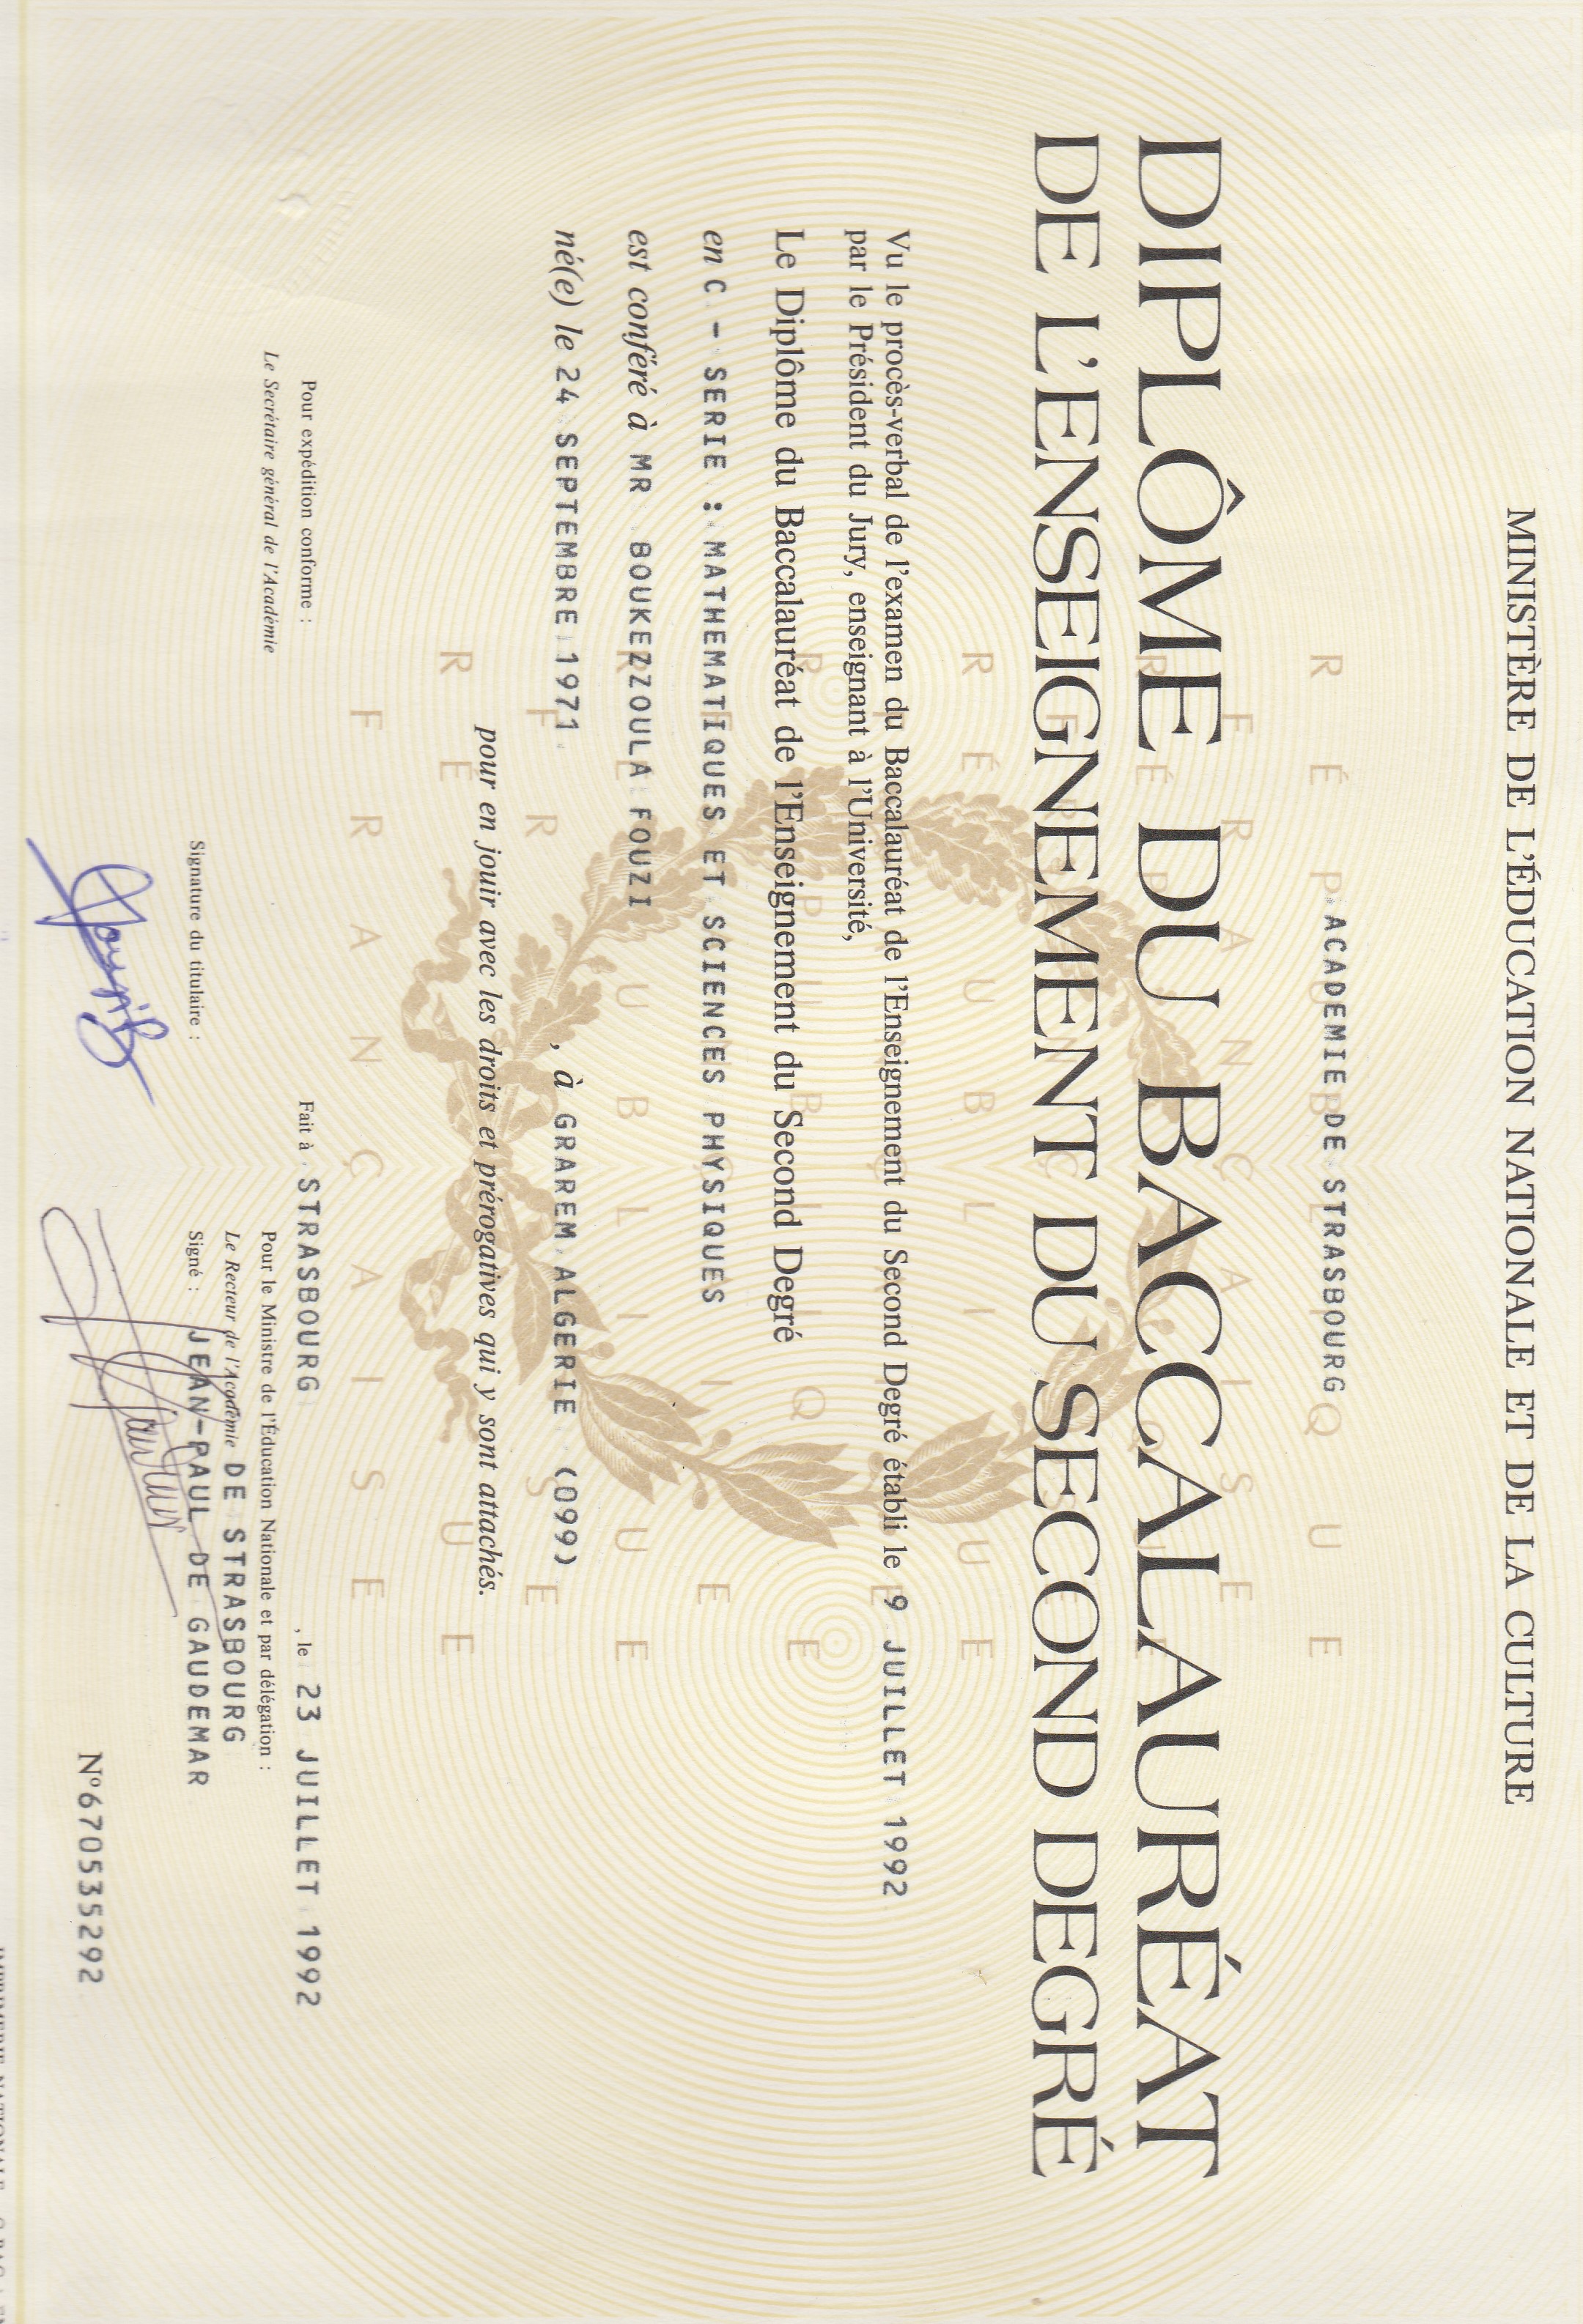 MINISTÈRE DE L'ÉDUCATION NATIONALE ET DE LA CULTURE
ACADEMIE DE STRASBOURG
DIPLÔME DU BACCALAURÉAT
DE L'ENSEIGNEMENT DU SECOND DEGRÉ
Vu le procès-verbal de l'examen du Baccalauréat de l'Enseignement du Second Degré établi le 9 JUILLET 1992
par le Président du Jury, enseignant à l'Université,
Le Diplôme du Baccalauréat de l'Enseignement du Second Degré
en C - SERIE : MATHEMATIQUES ET SCIENCES PHYSIQUES
est conféré à MR BOUKEZZOULA FOUZI
né(e) le 24 SEPTEMBRE 1971 , à GRAREM ALGERIE (099)
pour en jouir avec les droits et prérogatives qui y sont attachés.
Fait à STRASBOURG , le 23 JUILLET 1992
Pour expédition conforme :
Le Secrétaire général de l'Académie
Pour le Ministre de l'Éducation Nationale et par délégation :
Le Recteur de l'Académie DE STRASBOURG
Signature du titulaire :
Signé : JEAN-PAUL DE GAUDEMAR
N° 670535292
RÉPUBLIQUE
FRANÇAISE
IMPRIMERIE NATIONALE